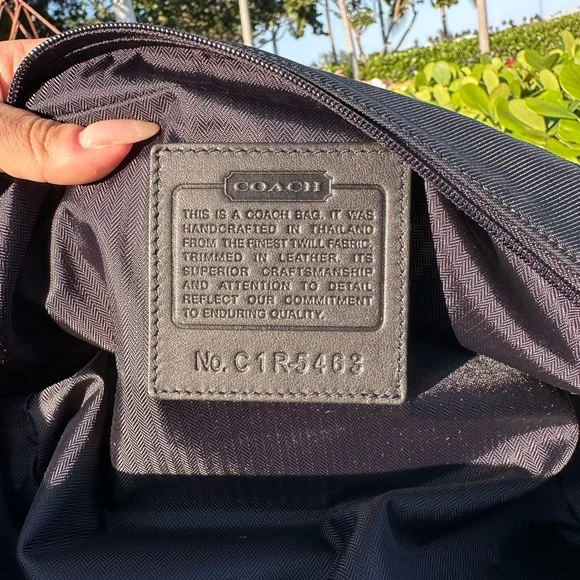 COACH
THIS IS A COACH BAG. IT WAS
HANDCRAFTED IN THAILAND
FROM THE FINEST TWILL FABRIC,
TRIMMED IN LEATHER. ITS
SUPERIOR CRAFTSMANSHIP
AND ATTENTION TO DETAIL
REFLECT OUR COMMITMENT
TO ENDURING QUALITY.
No. C1R-5463